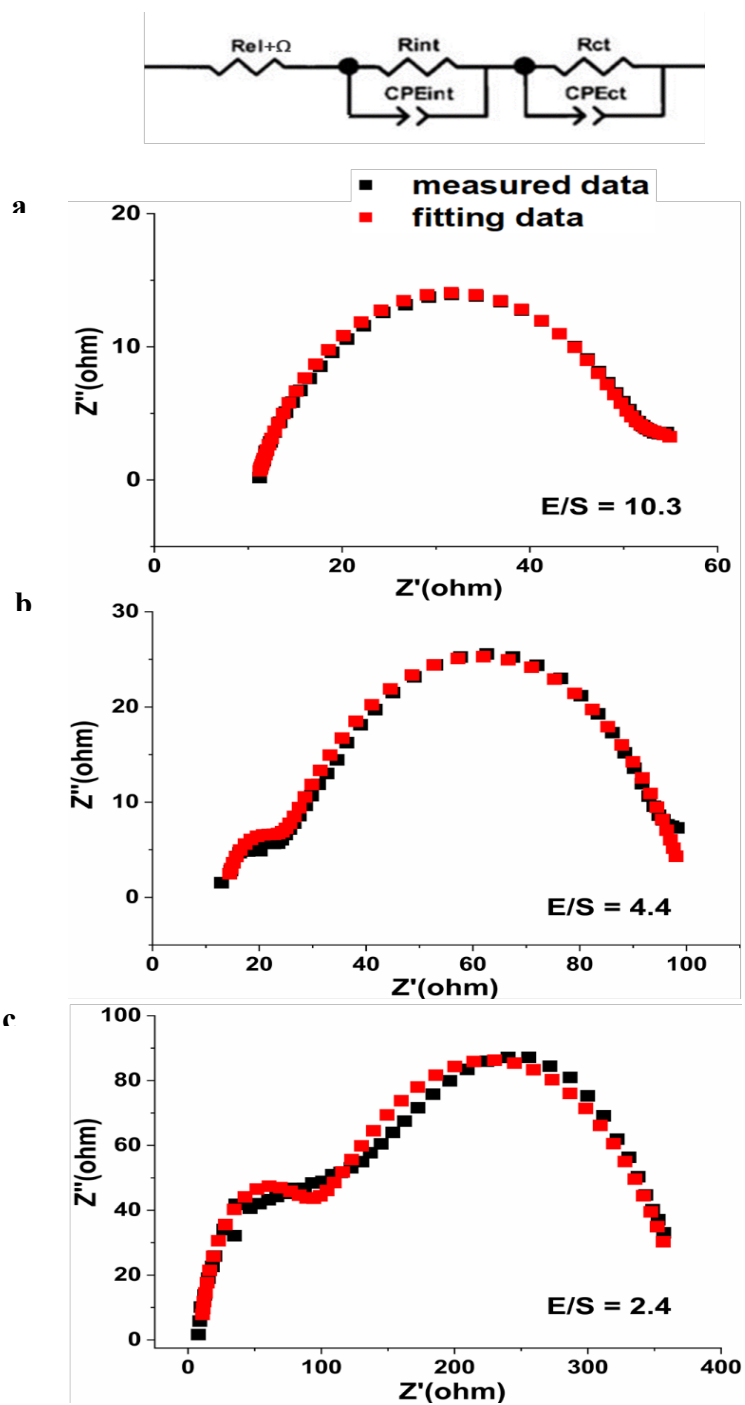 Rel+Ω Rint Rct
CPEint CPEct
a
measured data
fitting data
20
10
0
Z''(ohm)
E/S = 10.3
0 20 40 60
Z'(ohm)
b
30
20
10
0
Z''(ohm)
E/S = 4.4
0 20 40 60 80 100
Z'(ohm)
c
100
80
60
40
20
0
Z''(ohm)
E/S = 2.4
0 100 200 300 400
Z'(ohm)